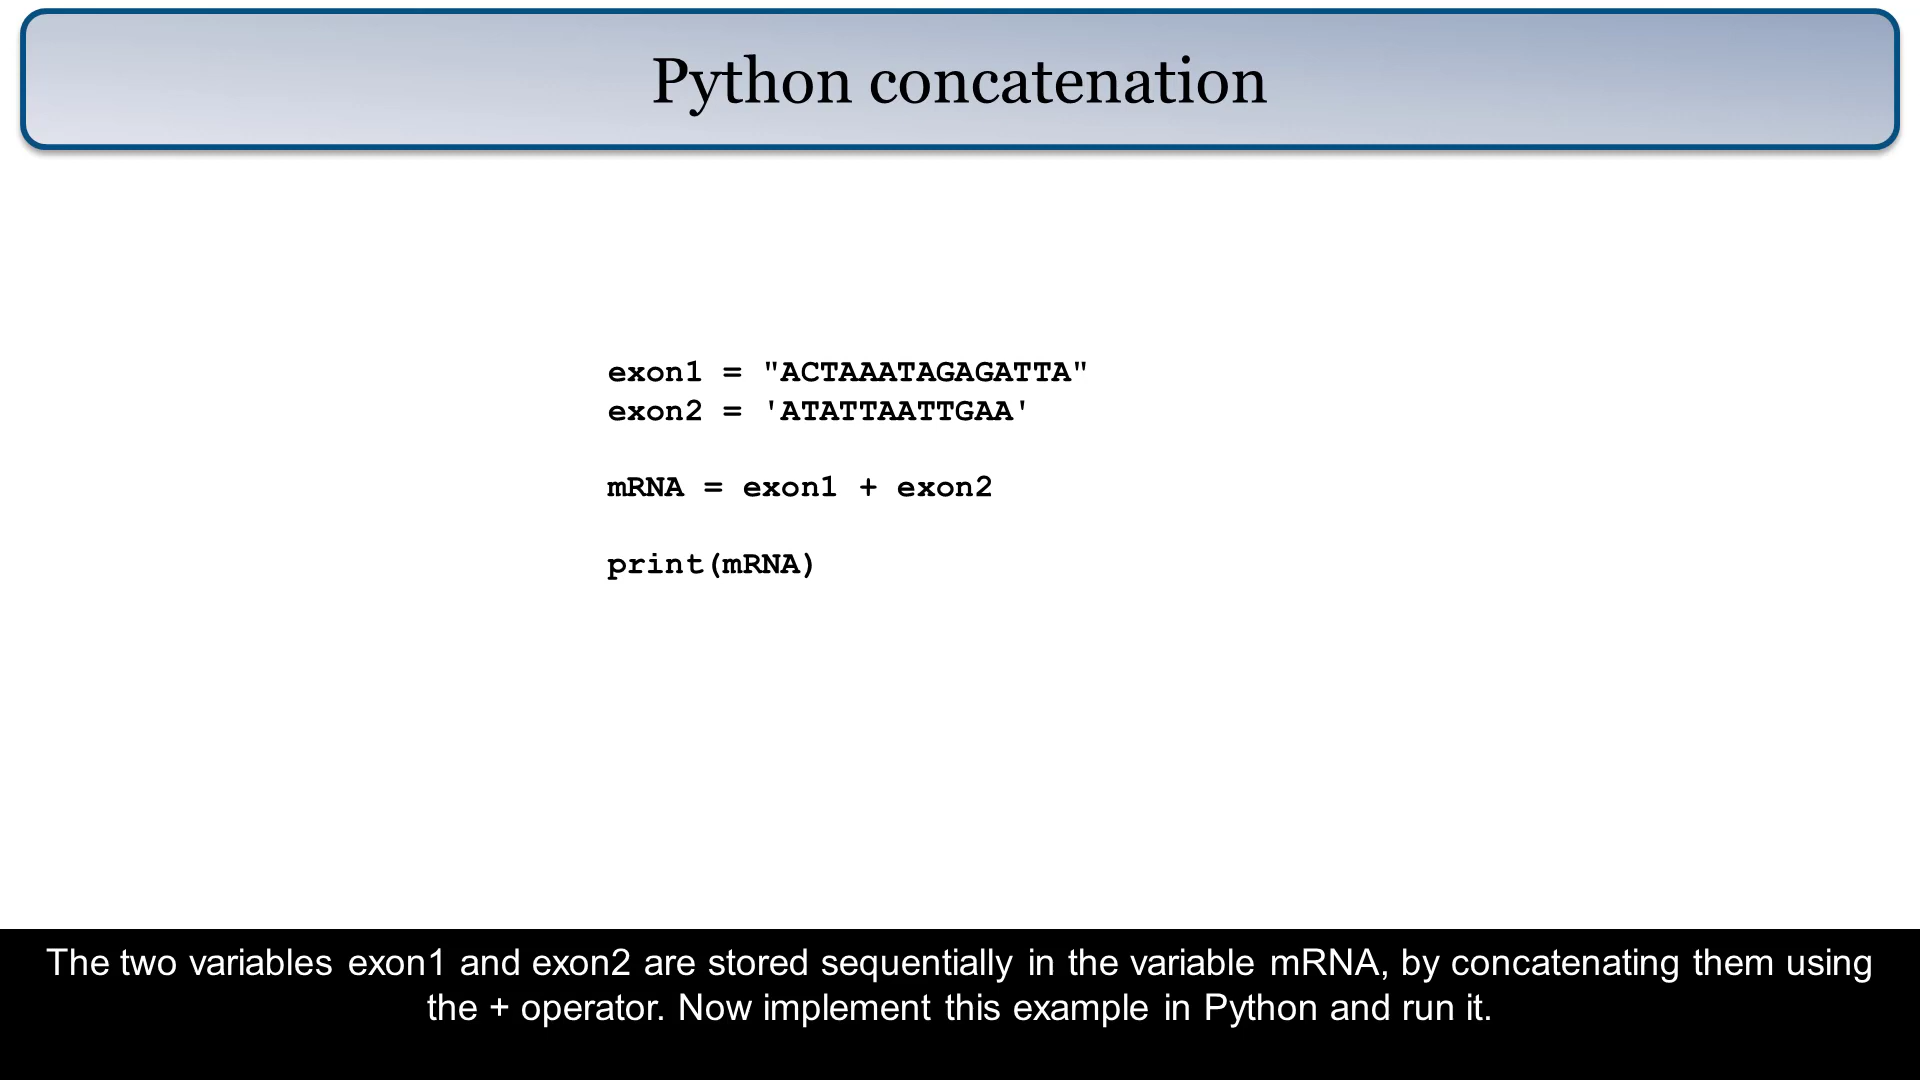 Python concatenation
exon1 = "ACTAAATAGAGATTA"
exon2 = 'ATATTAATTGAA'
mRNA = exon1 + exon2
print(mRNA)
The two variables exon1 and exon2 are stored sequentially in the variable mRNA, by concatenating them using
the + operator. Now implement this example in Python and run it.